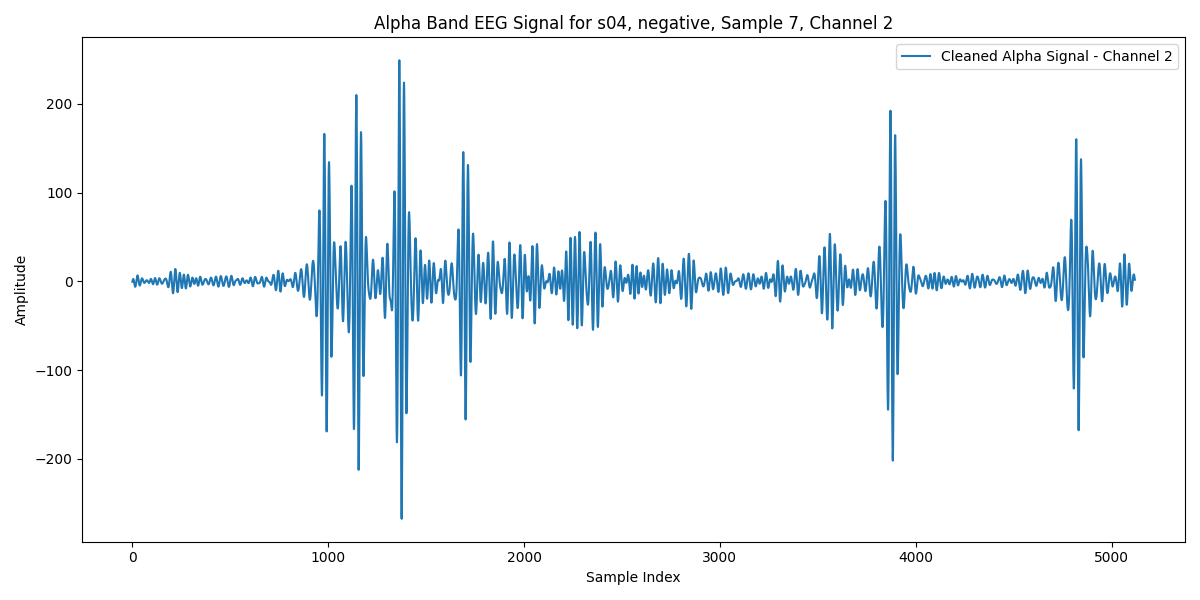 Alpha Band EEG Signal for s04, negative, Sample 7, Channel 2
Cleaned Alpha Signal - Channel 2
Amplitude
200
100
0
−100
−200
0 1000 2000 3000 4000 5000
Sample Index